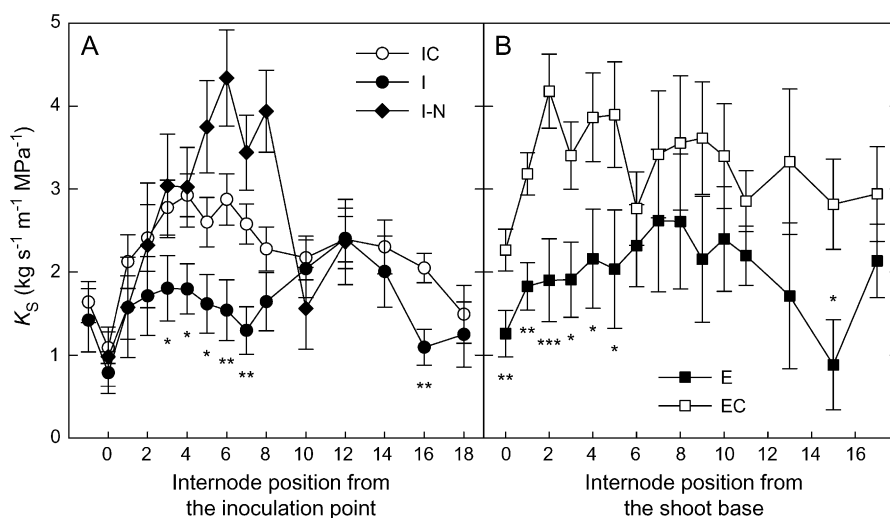 A
IC
I
I-N
B
E
EC
5
4
3
2
1
0
K_S (kg s⁻¹ m⁻¹ MPa⁻¹)
* * * ** ** **
** ** *** * * * *
0 2 4 6 8 10 12 14 16 18
0 2 4 6 8 10 12 14 16
Internode position from
the inoculation point
Internode position from
the shoot base